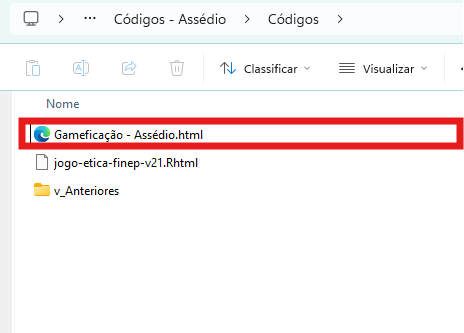 Códigos - Assédio > Códigos >
Classificar Visualizar
Nome
Gameficação - Assédio.html
jogo-etica-finep-v21.Rhtml
v_Anteriores